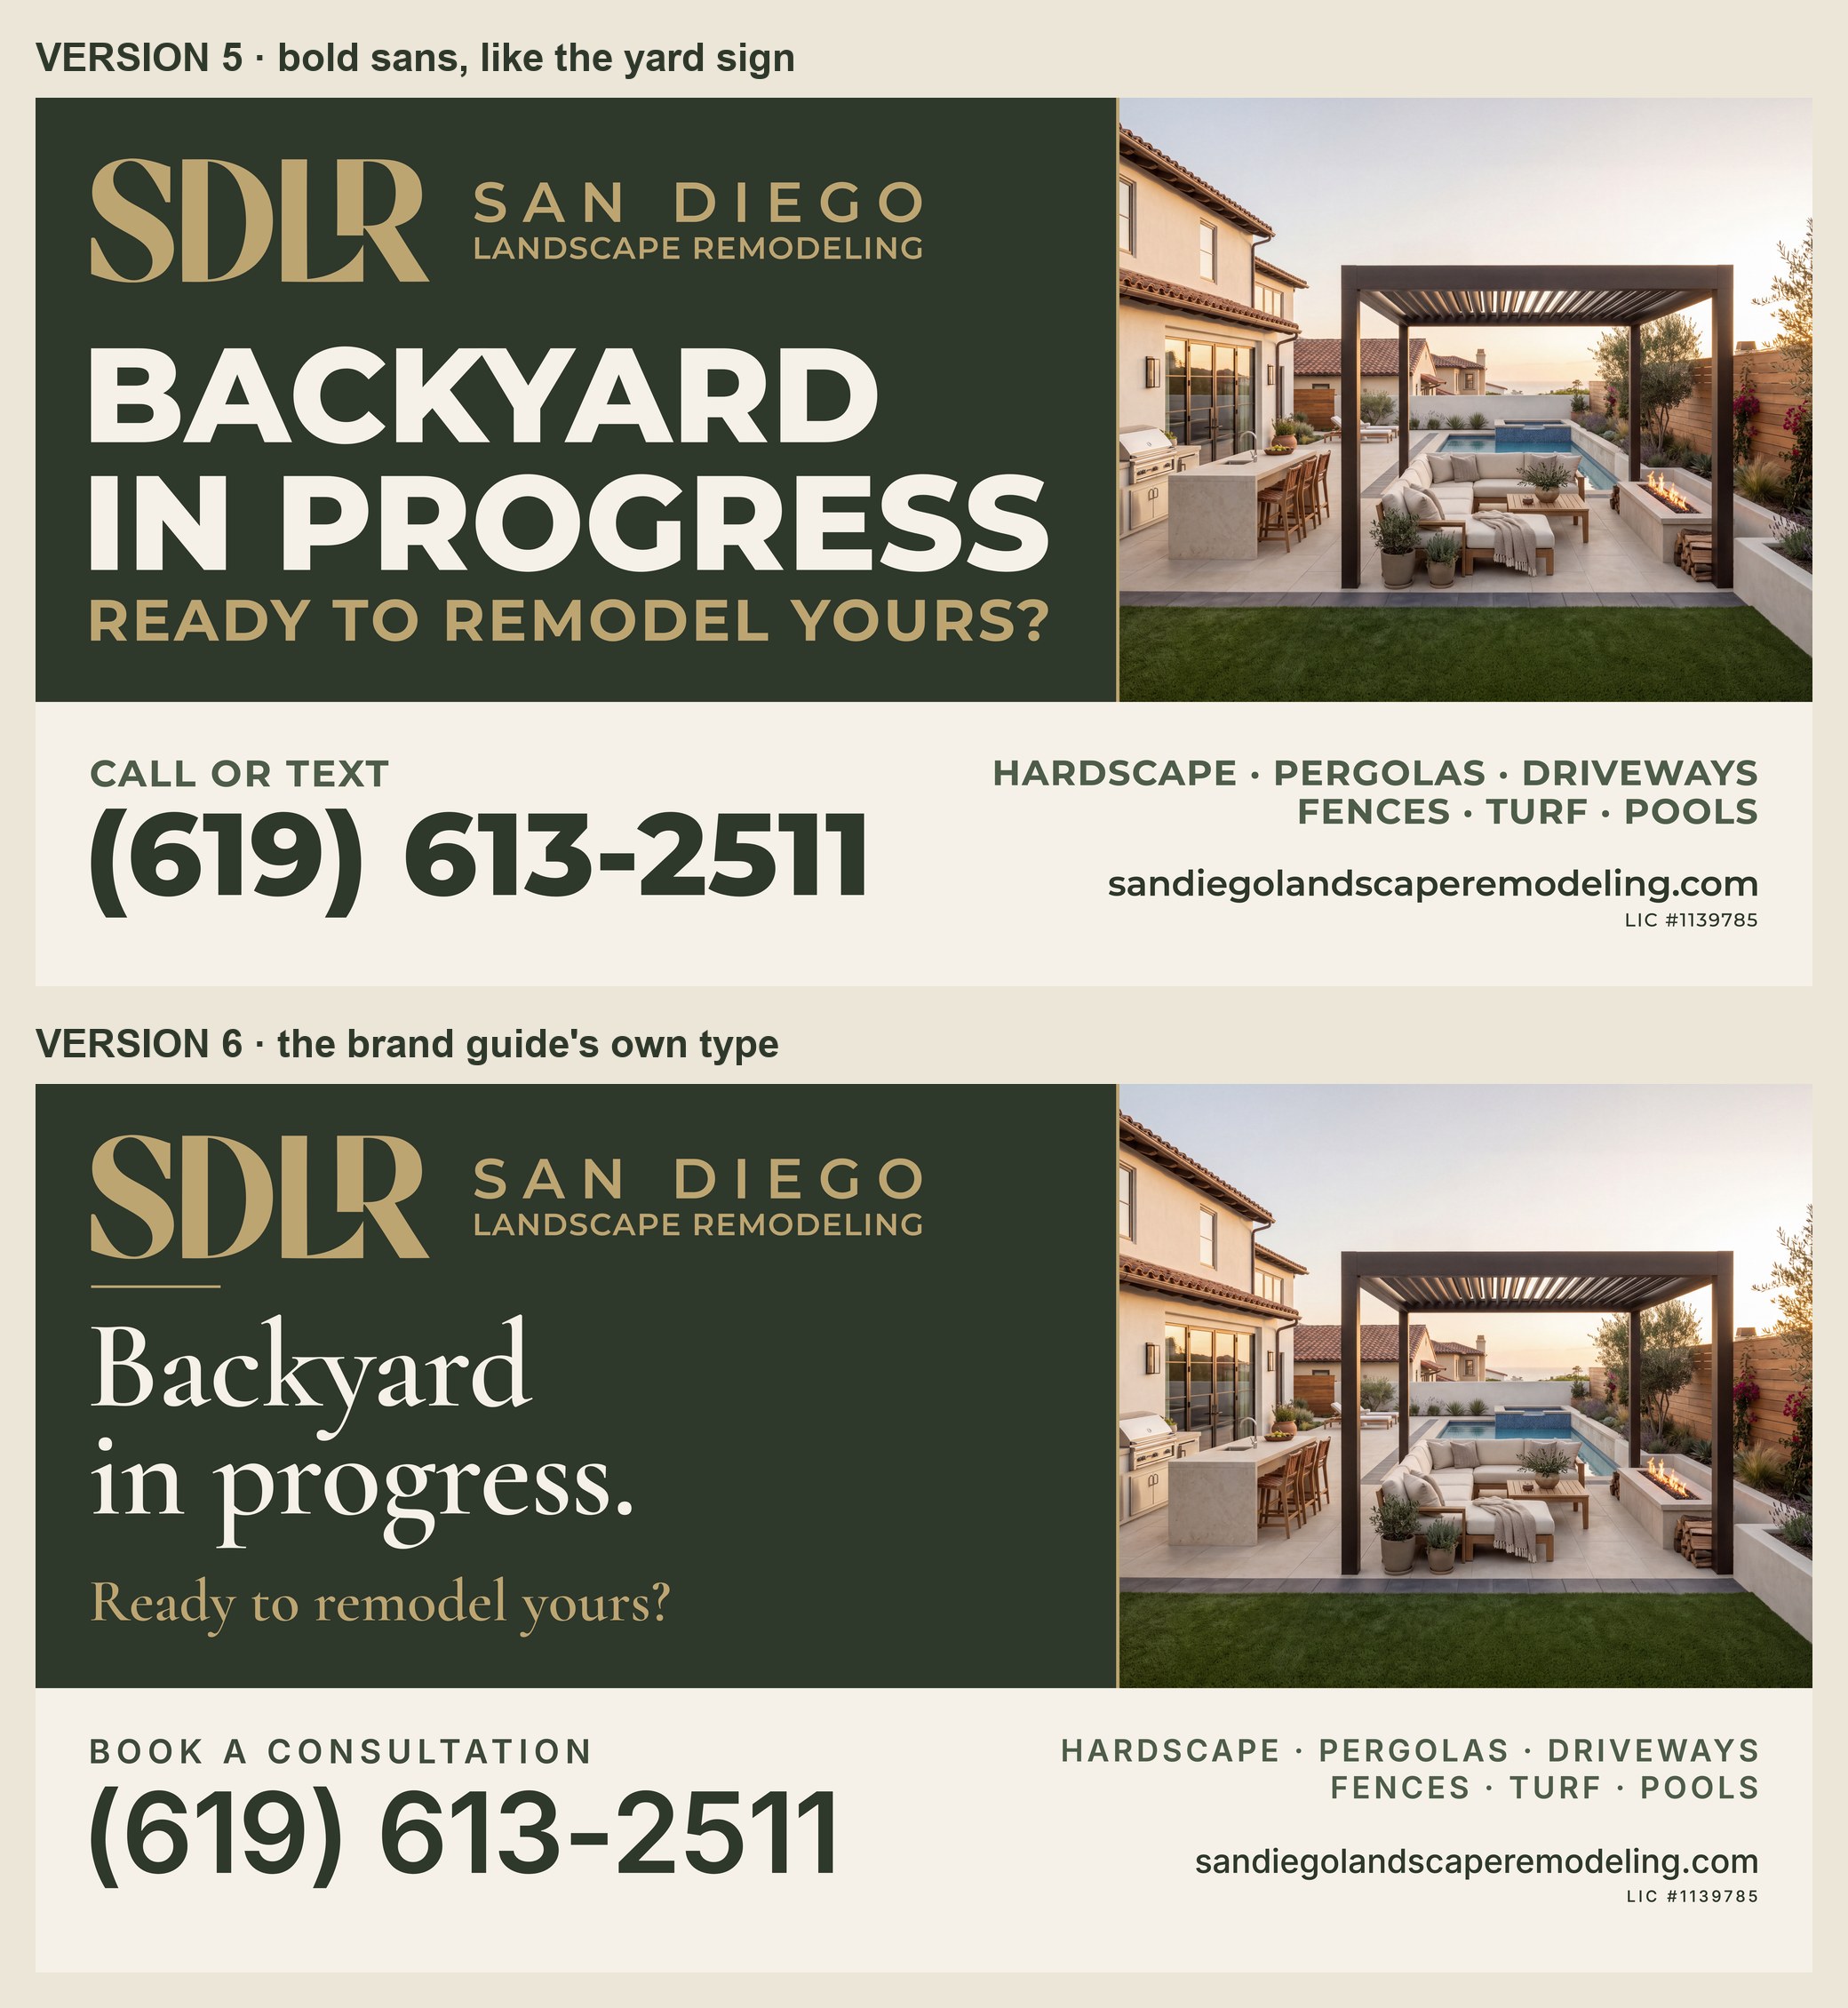 VERSION 5 · bold sans, like the yard sign
SDLR
SAN DIEGO
LANDSCAPE REMODELING
BACKYARD
IN PROGRESS
READY TO REMODEL YOURS?
CALL OR TEXT
(619) 613-2511
HARDSCAPE · PERGOLAS · DRIVEWAYS
FENCES · TURF · POOLS
sandiegolandscaperemodeling.com
LIC #1139785
VERSION 6 · the brand guide's own type
SDLR
SAN DIEGO
LANDSCAPE REMODELING
Backyard
in progress.
Ready to remodel yours?
BOOK A CONSULTATION
(619) 613-2511
HARDSCAPE · PERGOLAS · DRIVEWAYS
FENCES · TURF · POOLS
sandiegolandscaperemodeling.com
LIC #1139785